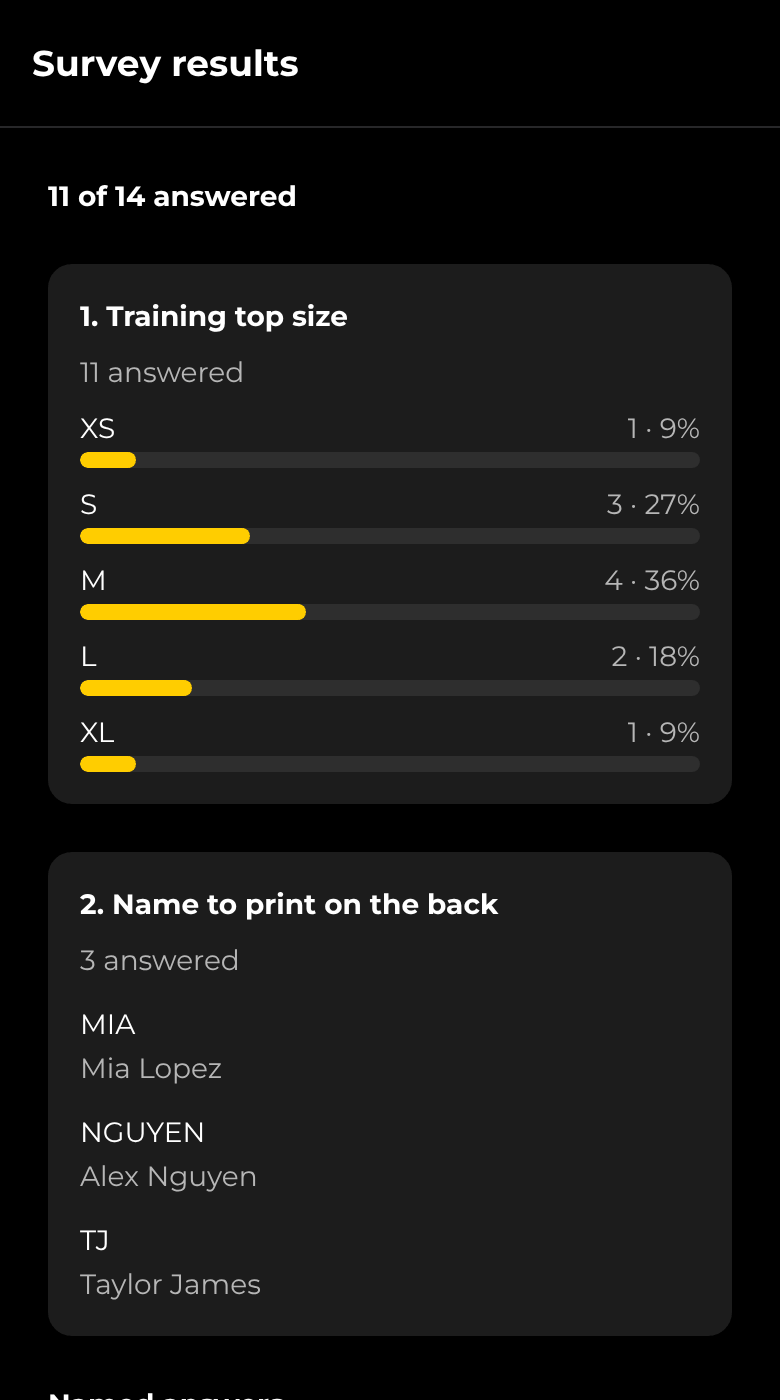 Survey results
11 of 14 answered
1. Training top size
11 answered
XS 1 · 9%
S 3 · 27%
M 4 · 36%
L 2 · 18%
XL 1 · 9%
2. Name to print on the back
3 answered
MIA
Mia Lopez
NGUYEN
Alex Nguyen
TJ
Taylor James
Named answers